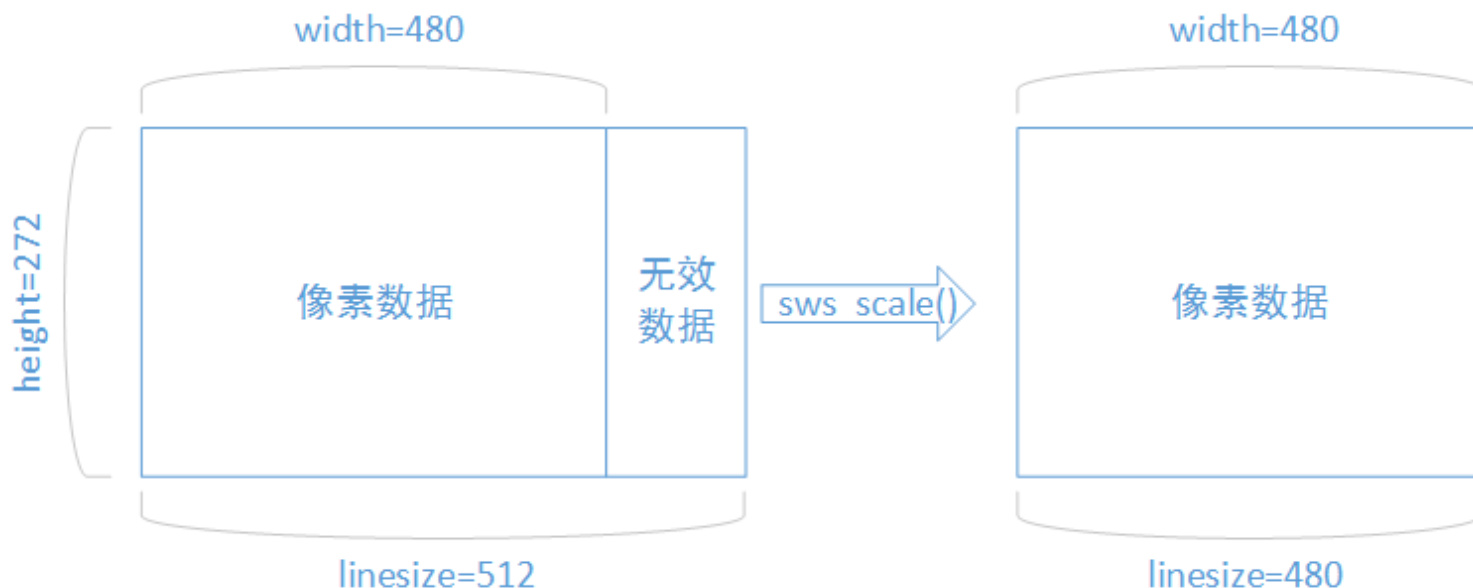 width=480
width=480
height=272
像素数据
无效
数据
sws_scale()
像素数据
linesize=512
linesize=480